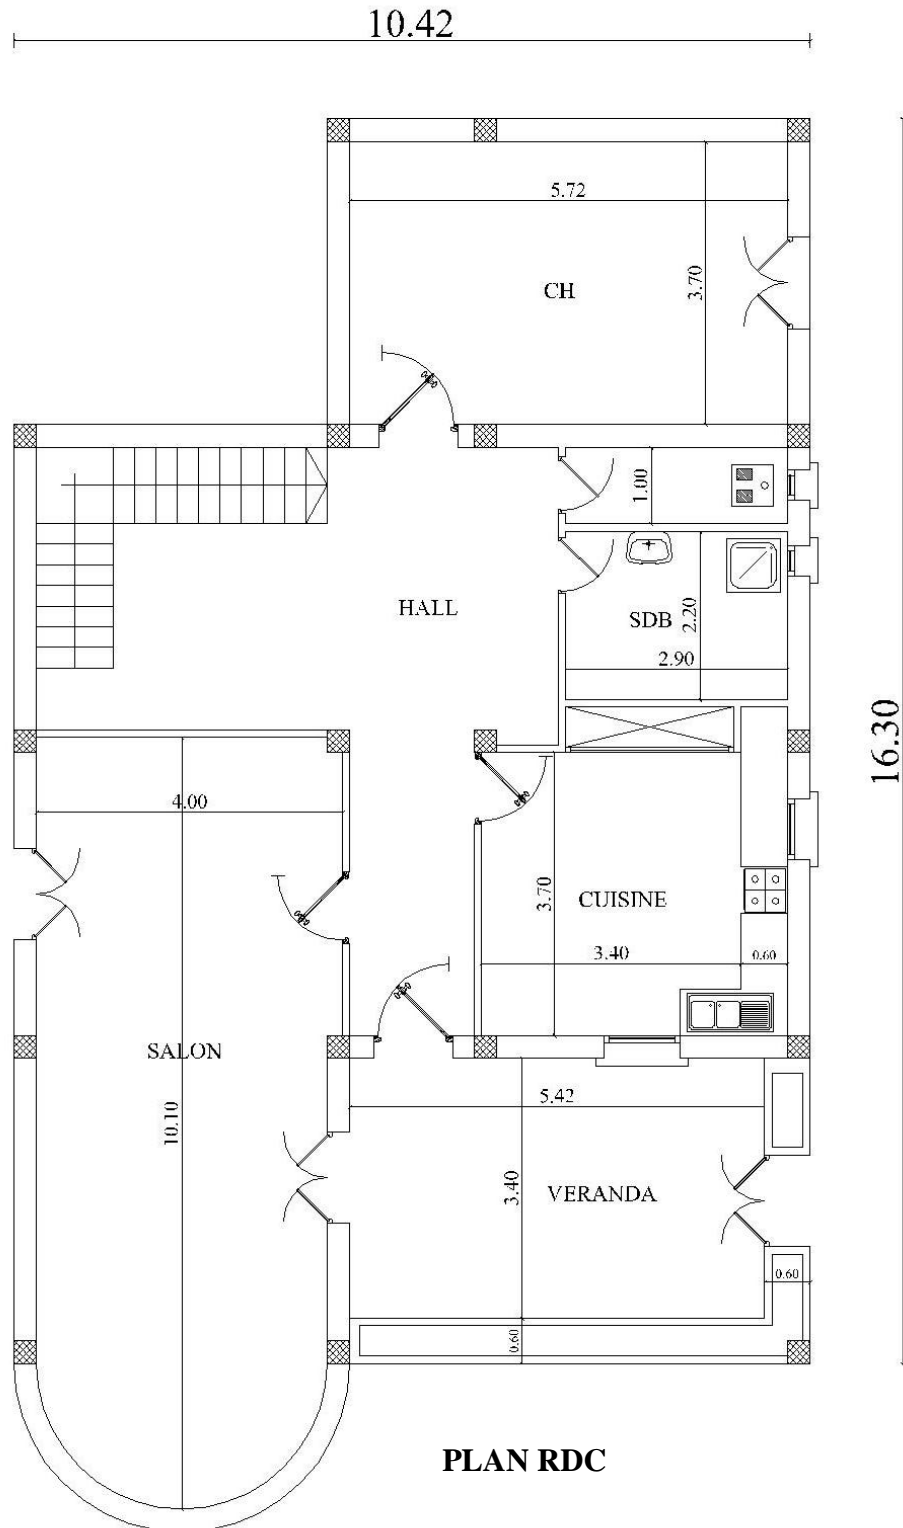 10.42
5.72
3.70
CH
1.00
HALL
SDB
2.20
2.90
16.30
4.00
3.70
CUISINE
3.40
0.60
SALON
10.10
5.42
3.40
VERANDA
0.60
0.60
PLAN RDC